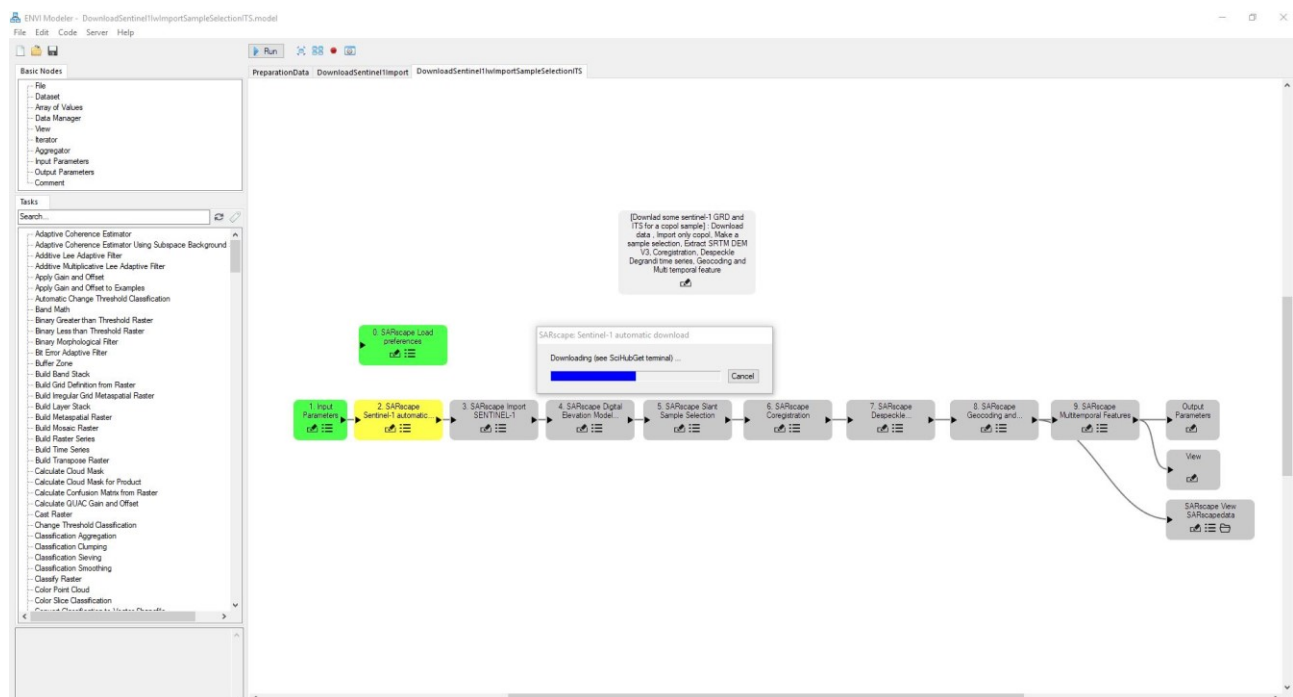 ENVI Modeler - DownloadSentinel1IwImportSampleSelectionITS.model
File Edit Code Server Help
Run
Basic Nodes
PreparationData DownloadSentinel1Import DownloadSentinel1IwImportSampleSelectionITS
File
Dataset
Array of Values
Data Manager
View
Iterator
Aggregator
Input Parameters
Output Parameters
Comment
Tasks
Search...
Adaptive Coherence Estimator
Adaptive Coherence Estimator Using Subspace Background
Additive Lee Adaptive Filter
Additive Multiplicative Lee Adaptive Filter
Apply Gain and Offset
Apply Gain and Offset to Examples
Automatic Change Threshold Classification
Band Math
Binary Greater than Threshold Raster
Binary Less than Threshold Raster
Binary Morphological Filter
Bit Error Adaptive Filter
Buffer Zone
Build Band Stack
Build Grid Definition from Raster
Build Irregular Grid Metaspatial Raster
Build Layer Stack
Build Metaspatial Raster
Build Mosaic Raster
Build Raster Series
Build Time Series
Build Transpose Raster
Calculate Cloud Mask
Calculate Cloud Mask for Product
Calculate Confusion Matrix from Raster
Calculate QUAC Gain and Offset
Cast Raster
Change Threshold Classification
Classification Aggregation
Classification Clumping
Classification Sieving
Classification Smoothing
Classify Raster
Color Point Cloud
Color Slice Classification
[Downlad some sentinel-1 GRD and
ITS for a copol sample] : Download
data , Import only copol, Make a
sample selection, Extract SRTM DEM
V3, Coregistration, Despeckle
Degrandi time series, Geocoding and
Multi temporal feature
0. SARscape Load
preferences
SARscape: Sentinel-1 automatic download
Downloading (see SciHubGet terminal) ...
Cancel
1. Input
Parameters
2. SARscape
Sentinel-1 automatic...
3. SARscape Import
SENTINEL-1
4. SARscape Digital
Elevation Model...
5. SARscape Slant
Sample Selection
6. SARscape
Coregistration
7. SARscape
Despeckle...
8. SARscape
Geocoding and...
9. SARscape
Multitemporal Features
Output
Parameters
View
SARscape View
SARscapedata